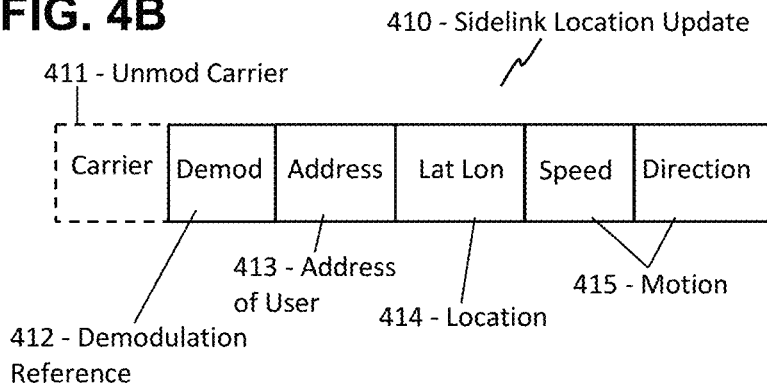 FIG. 4B
410 - Sidelink Location Update
411 - Unmod Carrier
Carrier
Demod
Address
Lat Lon
Speed
Direction
413 - Address
of User
415 - Motion
414 - Location
412 - Demodulation
Reference